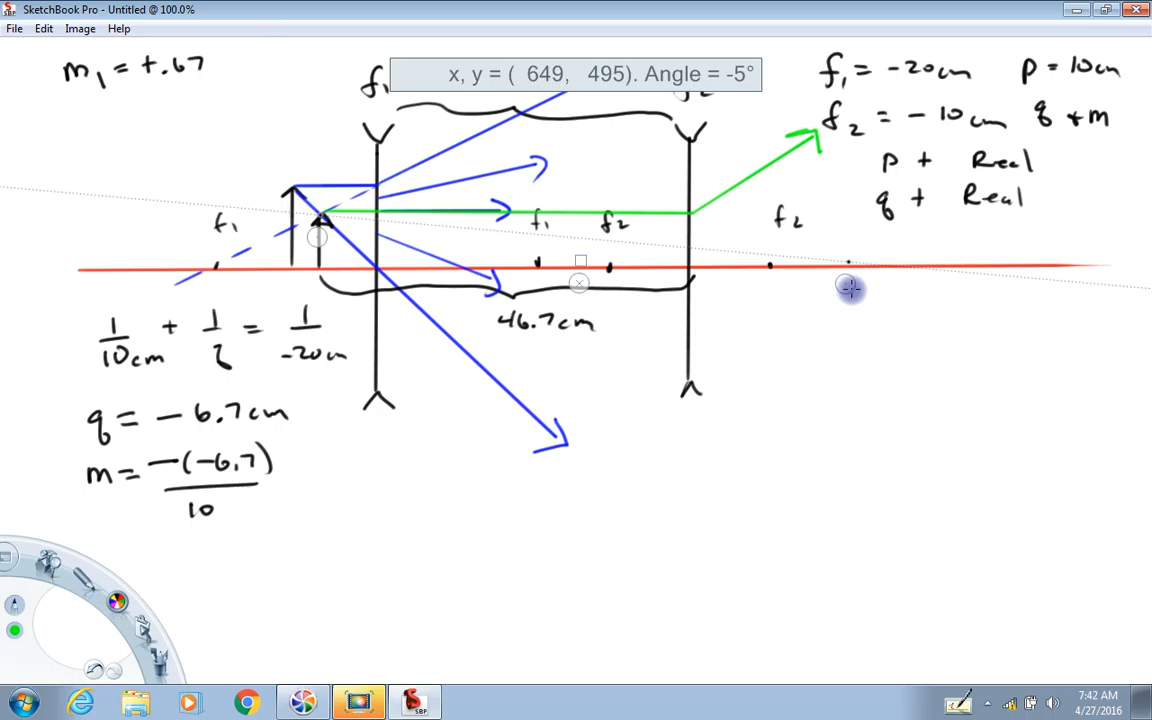 SketchBook Pro - Untitled @ 100.0%
File Edit Image Help
x, y = ( 649, 495). Angle = -5°
m₁ = +.67
f₁
f₁ = -20cm p = 10cm
f₂ = -10cm q + m
p + Real
q + Real
f₁ f₁ f₂ f₂
46.7cm
1/10cm + 1/q = 1/-20cm
q = -6.7cm
m = -(-6.7)/10
7:42 AM
4/27/2016